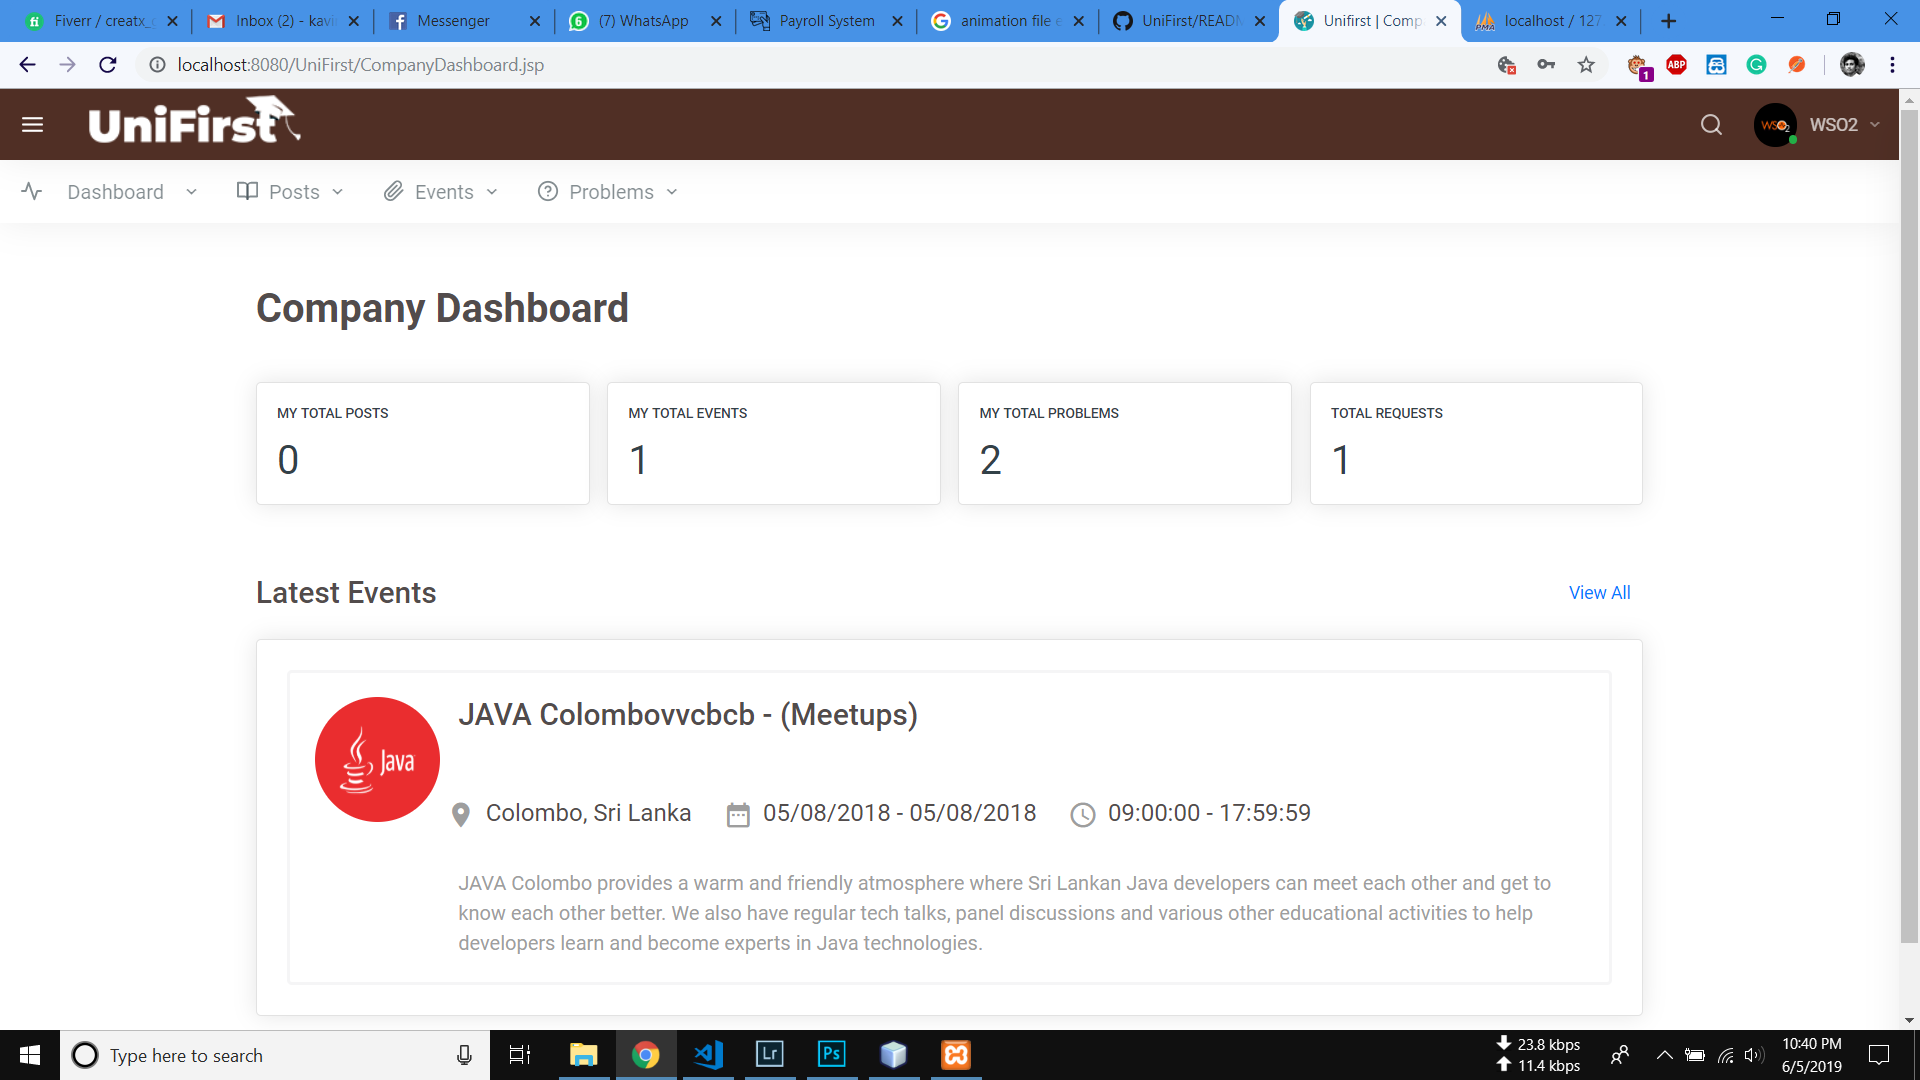 Fiverr / creatx_
Inbox (2) - kavi
Messenger
(7) WhatsApp
Payroll System
animation file e
UniFirst/READM
Unifirst | Comp
localhost / 127
localhost:8080/UniFirst/CompanyDashboard.jsp
1
ABP
UniFirst
WSO2
WSO2
Dashboard
Posts
Events
Problems
Company Dashboard
MY TOTAL POSTS
0
MY TOTAL EVENTS
1
MY TOTAL PROBLEMS
2
TOTAL REQUESTS
1
Latest Events
View All
JAVA Colombovvcbcb - (Meetups)
Java
Colombo, Sri Lanka
05/08/2018 - 05/08/2018
09:00:00 - 17:59:59
JAVA Colombo provides a warm and friendly atmosphere where Sri Lankan Java developers can meet each other and get to
know each other better. We also have regular tech talks, panel discussions and various other educational activities to help
developers learn and become experts in Java technologies.
Type here to search
Lr
Ps
23.8 kbps
11.4 kbps
10:40 PM
6/5/2019